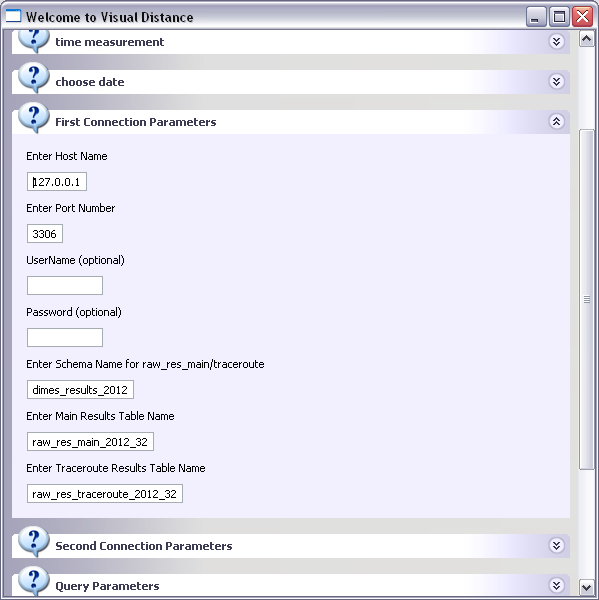 Welcome to Visual Distance
time measurement
choose date
First Connection Parameters
Enter Host Name
127.0.0.1
Enter Port Number
3306
UserName (optional)
Password (optional)
Enter Schema Name for raw_res_main/traceroute
dimes_results_2012
Enter Main Results Table Name
raw_res_main_2012_32
Enter Traceroute Results Table Name
raw_res_traceroute_2012_32
Second Connection Parameters
Query Parameters